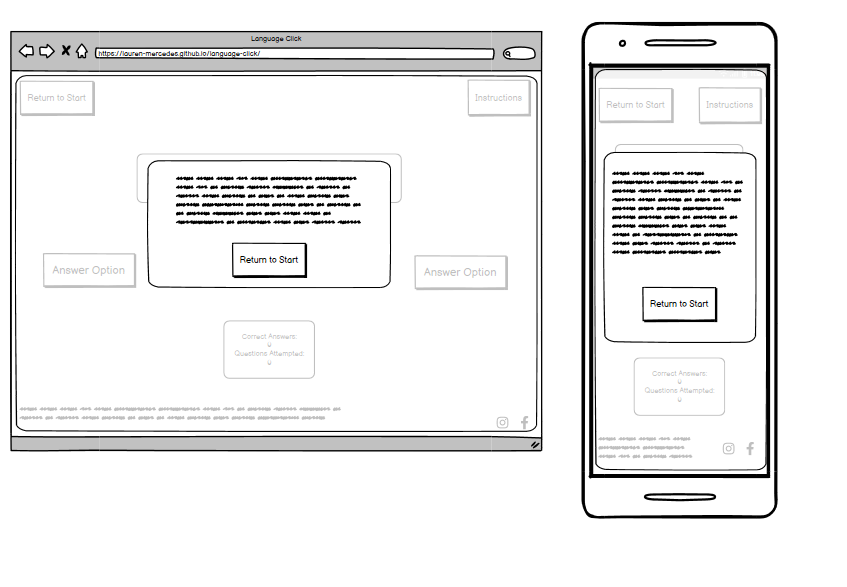 Language Click
https://lauren-mercedes.github.io/language-click/
Return to Start
Instructions
Return to Start
Answer Option
Answer Option
Correct Answers:
0
Questions Attempted:
0
Return to Start
Instructions
Return to Start
Correct Answers:
0
Questions Attempted:
0